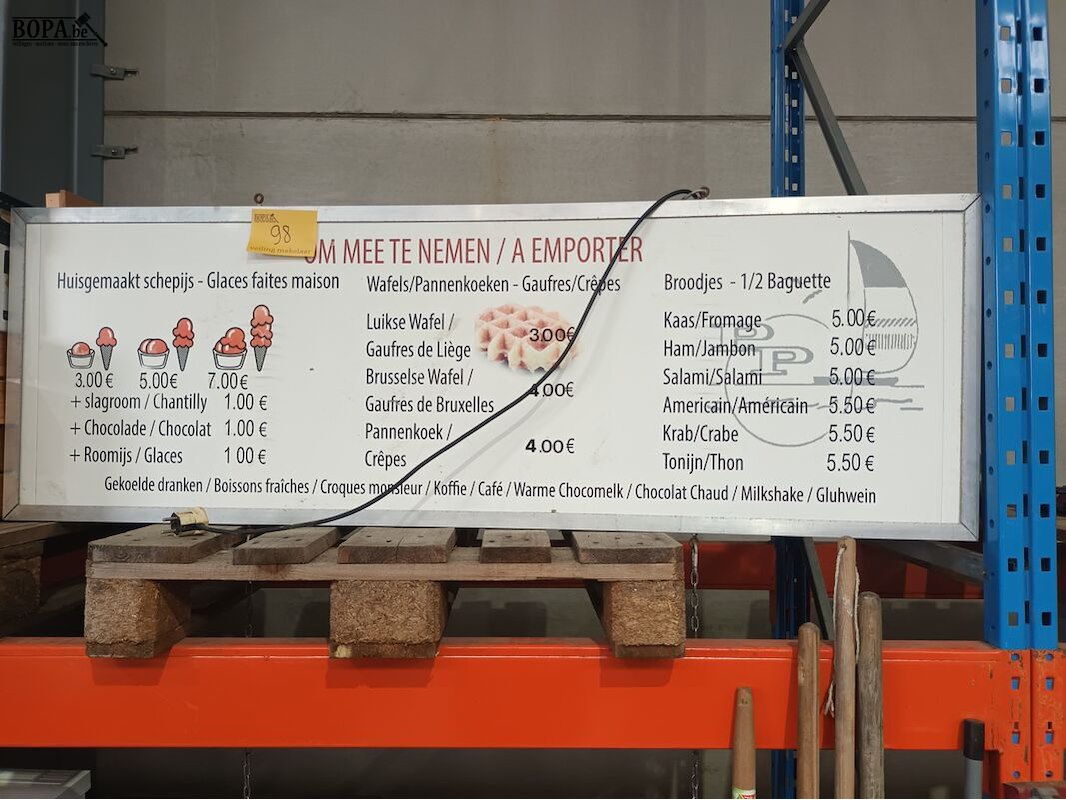 BOPA.be
BOPA
98
veiling meholast
OM MEE TE NEMEN / A EMPORTER
Huisgemaakt schepijs - Glaces faites maison
3.00 €
5.00€
7.00€
+ slagroom / Chantilly 1.00 €
+ Chocolade / Chocolat 1.00 €
+ Roomijs / Glaces 1 00 €
Wafels/Pannenkoeken - Gaufres/Crêpes
Luikse Wafel /
Gaufres de Liège
3.00€
Brusselse Wafel /
Gaufres de Bruxelles
4.00€
Pannenkoek /
Crêpes
4.00€
Broodjes - 1/2 Baguette
Kaas/Fromage 5.00€
Ham/Jambon 5.00€
Salami/Salami 5.00€
Americain/Américain 5.50€
Krab/Crabe 5.50€
Tonijn/Thon 5.50€
PP
Gekoelde dranken / Boissons fraîches / Croques monsieur / Koffie / Café / Warme Chocomelk / Chocolat Chaud / Milkshake / Gluhwein